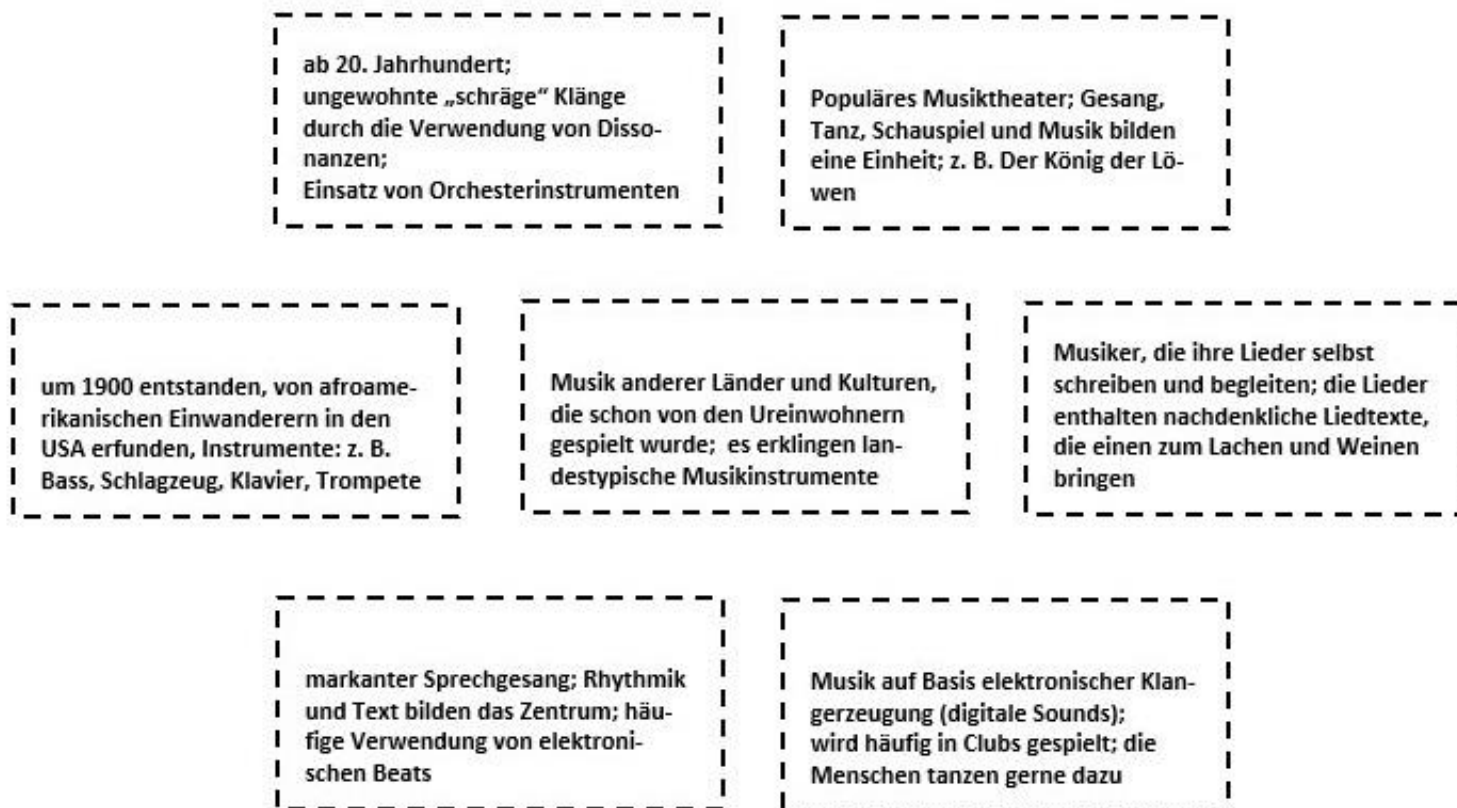 ab 20. Jahrhundert;
ungewohnte „schräge“ Klänge
durch die Verwendung von Disso-
nanzen;
Einsatz von Orchesterinstrumenten
Populäres Musiktheater; Gesang,
Tanz, Schauspiel und Musik bilden
eine Einheit; z. B. Der König der Lö-
wen
um 1900 entstanden, von afroame-
rikanischen Einwanderern in den
USA erfunden, Instrumente: z. B.
Bass, Schlagzeug, Klavier, Trompete
Musik anderer Länder und Kulturen,
die schon von den Ureinwohnern
gespielt wurde; es erklingen lan-
destypische Musikinstrumente
Musiker, die ihre Lieder selbst
schreiben und begleiten; die Lieder
enthalten nachdenkliche Liedtexte,
die einen zum Lachen und Weinen
bringen
markanter Sprechgesang; Rhythmik
und Text bilden das Zentrum; häu-
fige Verwendung von elektroni-
schen Beats
Musik auf Basis elektronischer Klan-
gerzeugung (digitale Sounds);
wird häufig in Clubs gespielt; die
Menschen tanzen gerne dazu